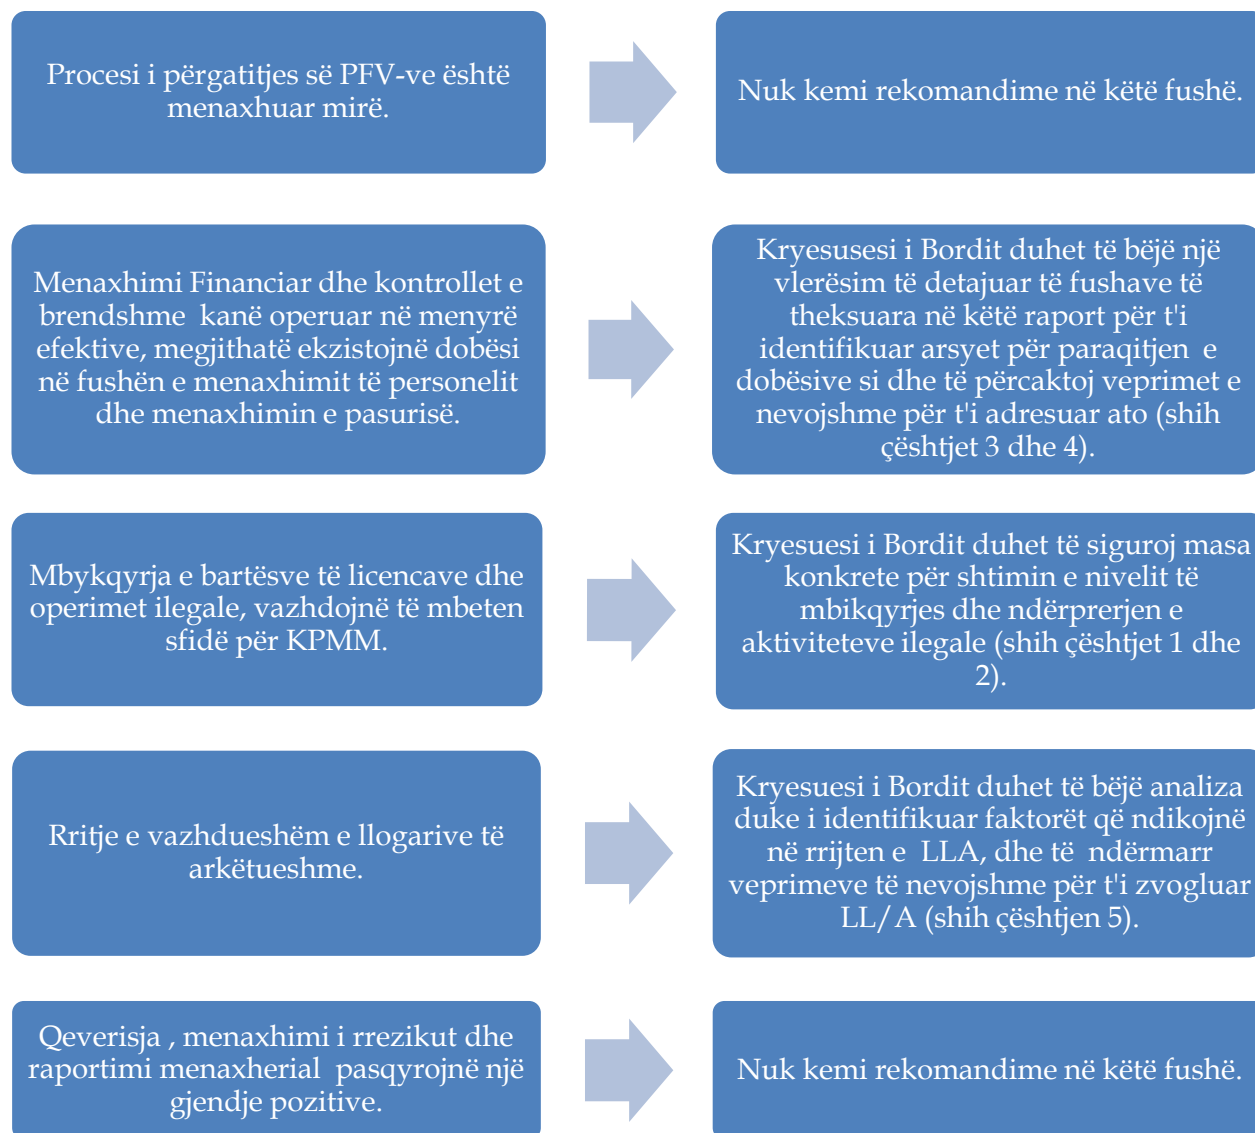 Procesi i përgatitjes së PFV-ve është
menaxhuar mirë.
Nuk kemi rekomandime në këtë fushë.
Menaxhimi Financiar dhe kontrollet e
brendshme kanë operuar në menyrë
efektive, megjithatë ekzistojnë dobësi
në fushën e menaxhimit të personelit
dhe menaxhimin e pasurisë.
Kryesusesi i Bordit duhet të bëjë një
vlerësim të detajuar të fushave të
theksuara në këtë raport për t'i
identifikuar arsyet për paraqitjen e
dobësive si dhe të përcaktoj veprimet e
nevojshme për t'i adresuar ato (shih
çështjet 3 dhe 4).
Mbykqyrja e bartësve të licencave dhe
operimet ilegale, vazhdojnë të mbeten
sfidë për KPMM.
Kryesuesi i Bordit duhet të siguroj masa
konkrete për shtimin e nivelit të
mbikqyrjes dhe ndërprerjen e
aktiviteteve ilegale (shih çështjet 1 dhe
2).
Rritje e vazhdueshëm e llogarive të
arkëtueshme.
Kryesuesi i Bordit duhet të bëjë analiza
duke i identifikuar faktorët që ndikojnë
në rrijten e LLA, dhe të ndërmarr
veprimeve të nevojshme për t'i zvogluar
LL/A (shih çështjen 5).
Qeverisja , menaxhimi i rrezikut dhe
raportimi menaxherial pasqyrojnë një
gjendje pozitive.
Nuk kemi rekomandime në këtë fushë.